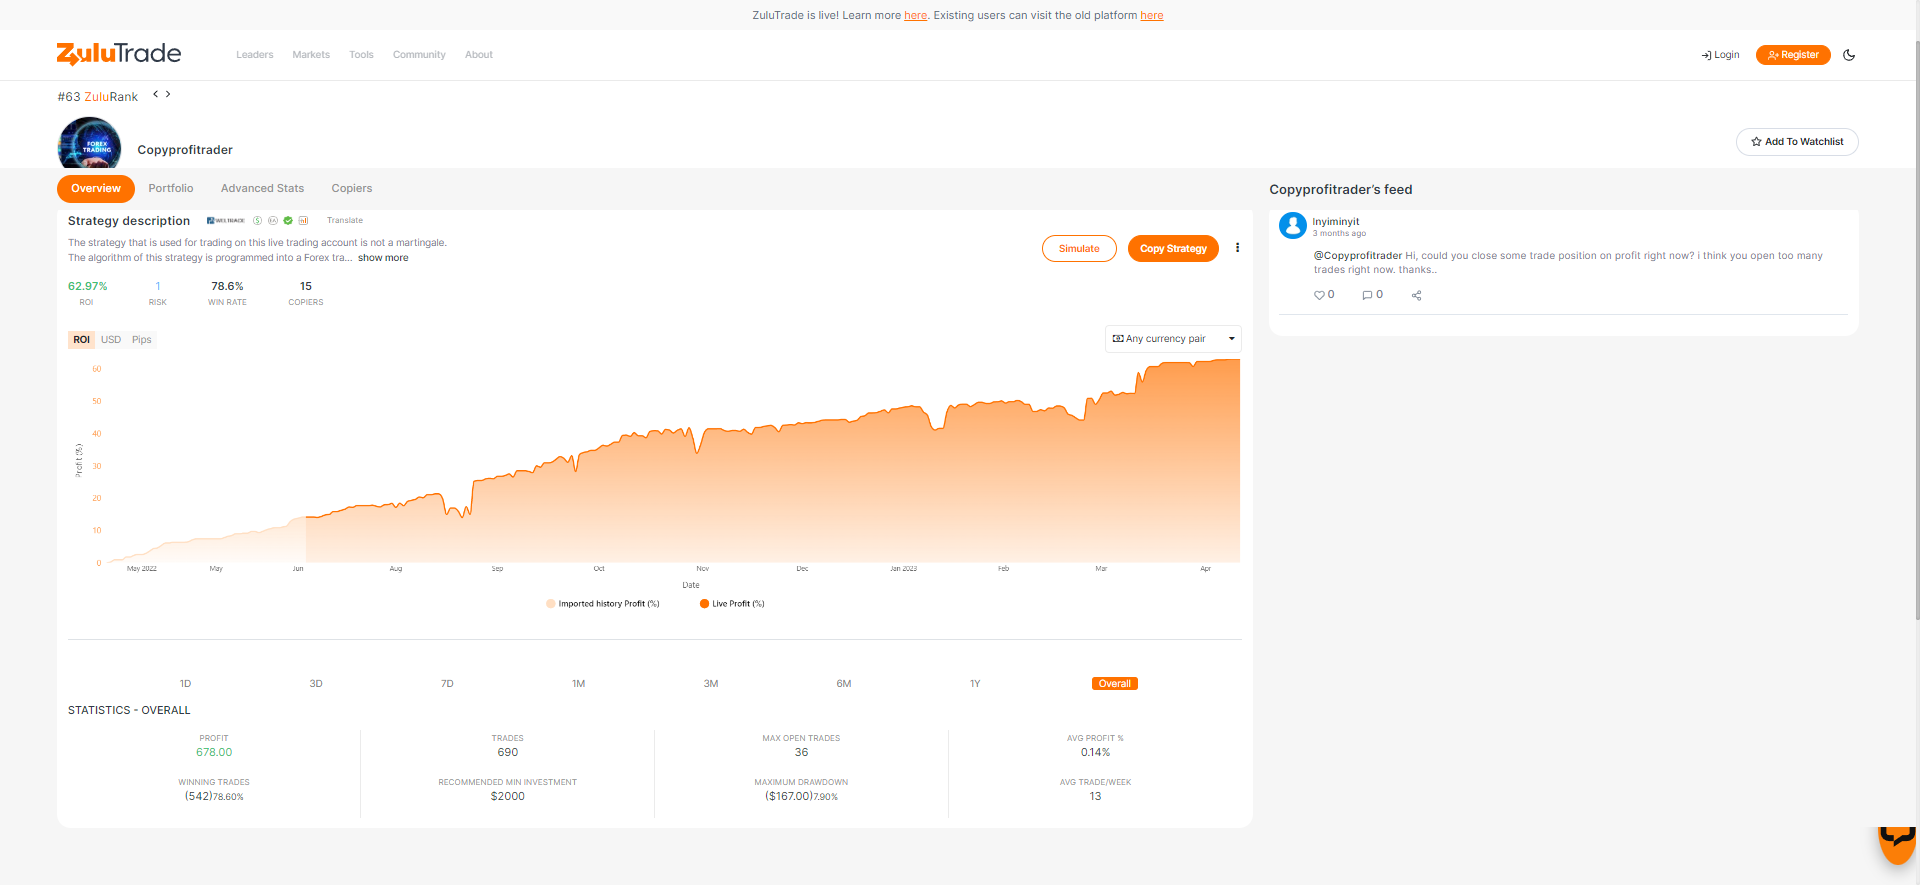 ZuluTrade is live! Learn more here. Existing users can visit the old platform here
ZuluTrade
Leaders Markets Tools Community About
Login Register
#63 ZuluRank < >
FOREX
TRADING
Copyprofitrader
Add To Watchlist
Overview Portfolio Advanced Stats Copiers
Strategy description Translate
The strategy that is used for trading on this live trading account is not a martingale.
The algorithm of this strategy is programmed into a Forex tra... show more
Simulate Copy Strategy
62.97% 1 78.6% 15
ROI RISK WIN RATE COPIERS
ROI USD Pips
Any currency pair
60
50
40
30
20
10
0
Profit (%)
May 2022 May Jun Aug Sep Oct Nov Dec Jan 2023 Feb Mar Apr
Date
Imported history Profit (%) Live Profit (%)
1D 3D 7D 1M 3M 6M 1Y Overall
STATISTICS - OVERALL
PROFIT TRADES MAX OPEN TRADES AVG PROFIT %
678.00 690 36 0.14%
WINNING TRADES RECOMMENDED MIN INVESTMENT MAXIMUM DRAWDOWN AVG TRADE/WEEK
(542)78.60% $2000 ($167.00)7.90% 13
Copyprofitrader's feed
Inyiminyit
3 months ago
@Copyprofitrader Hi, could you close some trade position on profit right now? i think you open too many
trades right now. thanks..
0 0